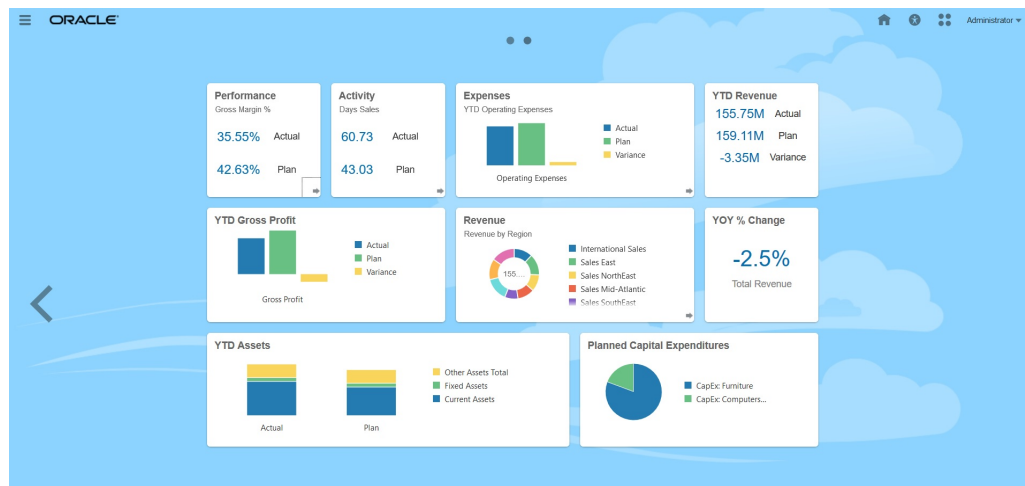 ORACLE
Administrator
Performance
Gross Margin %
35.55% Actual
42.63% Plan
Activity
Days Sales
60.73 Actual
43.03 Plan
Expenses
YTD Operating Expenses
Actual
Plan
Variance
Operating Expenses
YTD Revenue
155.75M Actual
159.11M Plan
-3.35M Variance
YTD Gross Profit
Actual
Plan
Variance
Gross Profit
Revenue
Revenue by Region
155...
International Sales
Sales East
Sales NorthEast
Sales Mid-Atlantic
Sales SouthEast
YOY % Change
-2.5%
Total Revenue
YTD Assets
Other Assets Total
Fixed Assets
Current Assets
Actual Plan
Planned Capital Expenditures
CapEx: Furniture
CapEx: Computers...